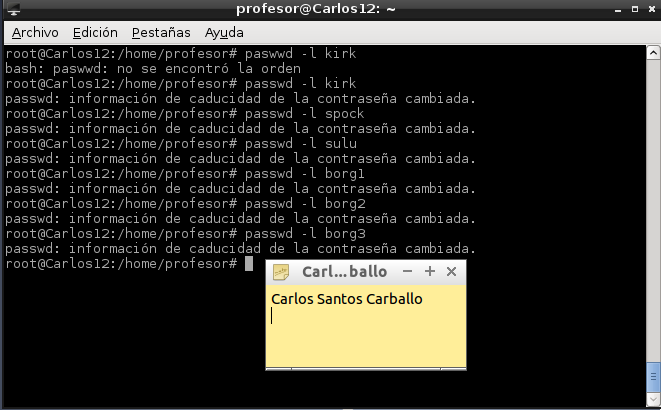 profesor@Carlos12: ~
Archivo Edición Pestañas Ayuda
root@Carlos12:/home/profesor# paswwd -l kirk
bash: paswwd: no se encontró la orden
root@Carlos12:/home/profesor# passwd -l kirk
passwd: información de caducidad de la contraseña cambiada.
root@Carlos12:/home/profesor# passwd -l spock
passwd: información de caducidad de la contraseña cambiada.
root@Carlos12:/home/profesor# passwd -l sulu
passwd: información de caducidad de la contraseña cambiada.
root@Carlos12:/home/profesor# passwd -l borg1
passwd: información de caducidad de la contraseña cambiada.
root@Carlos12:/home/profesor# passwd -l borg2
passwd: información de caducidad de la contraseña cambiada.
root@Carlos12:/home/profesor# passwd -l borg3
passwd: información de caducidad de la contraseña cambiada.
root@Carlos12:/home/profesor#
Carl...ballo
Carlos Santos Carballo